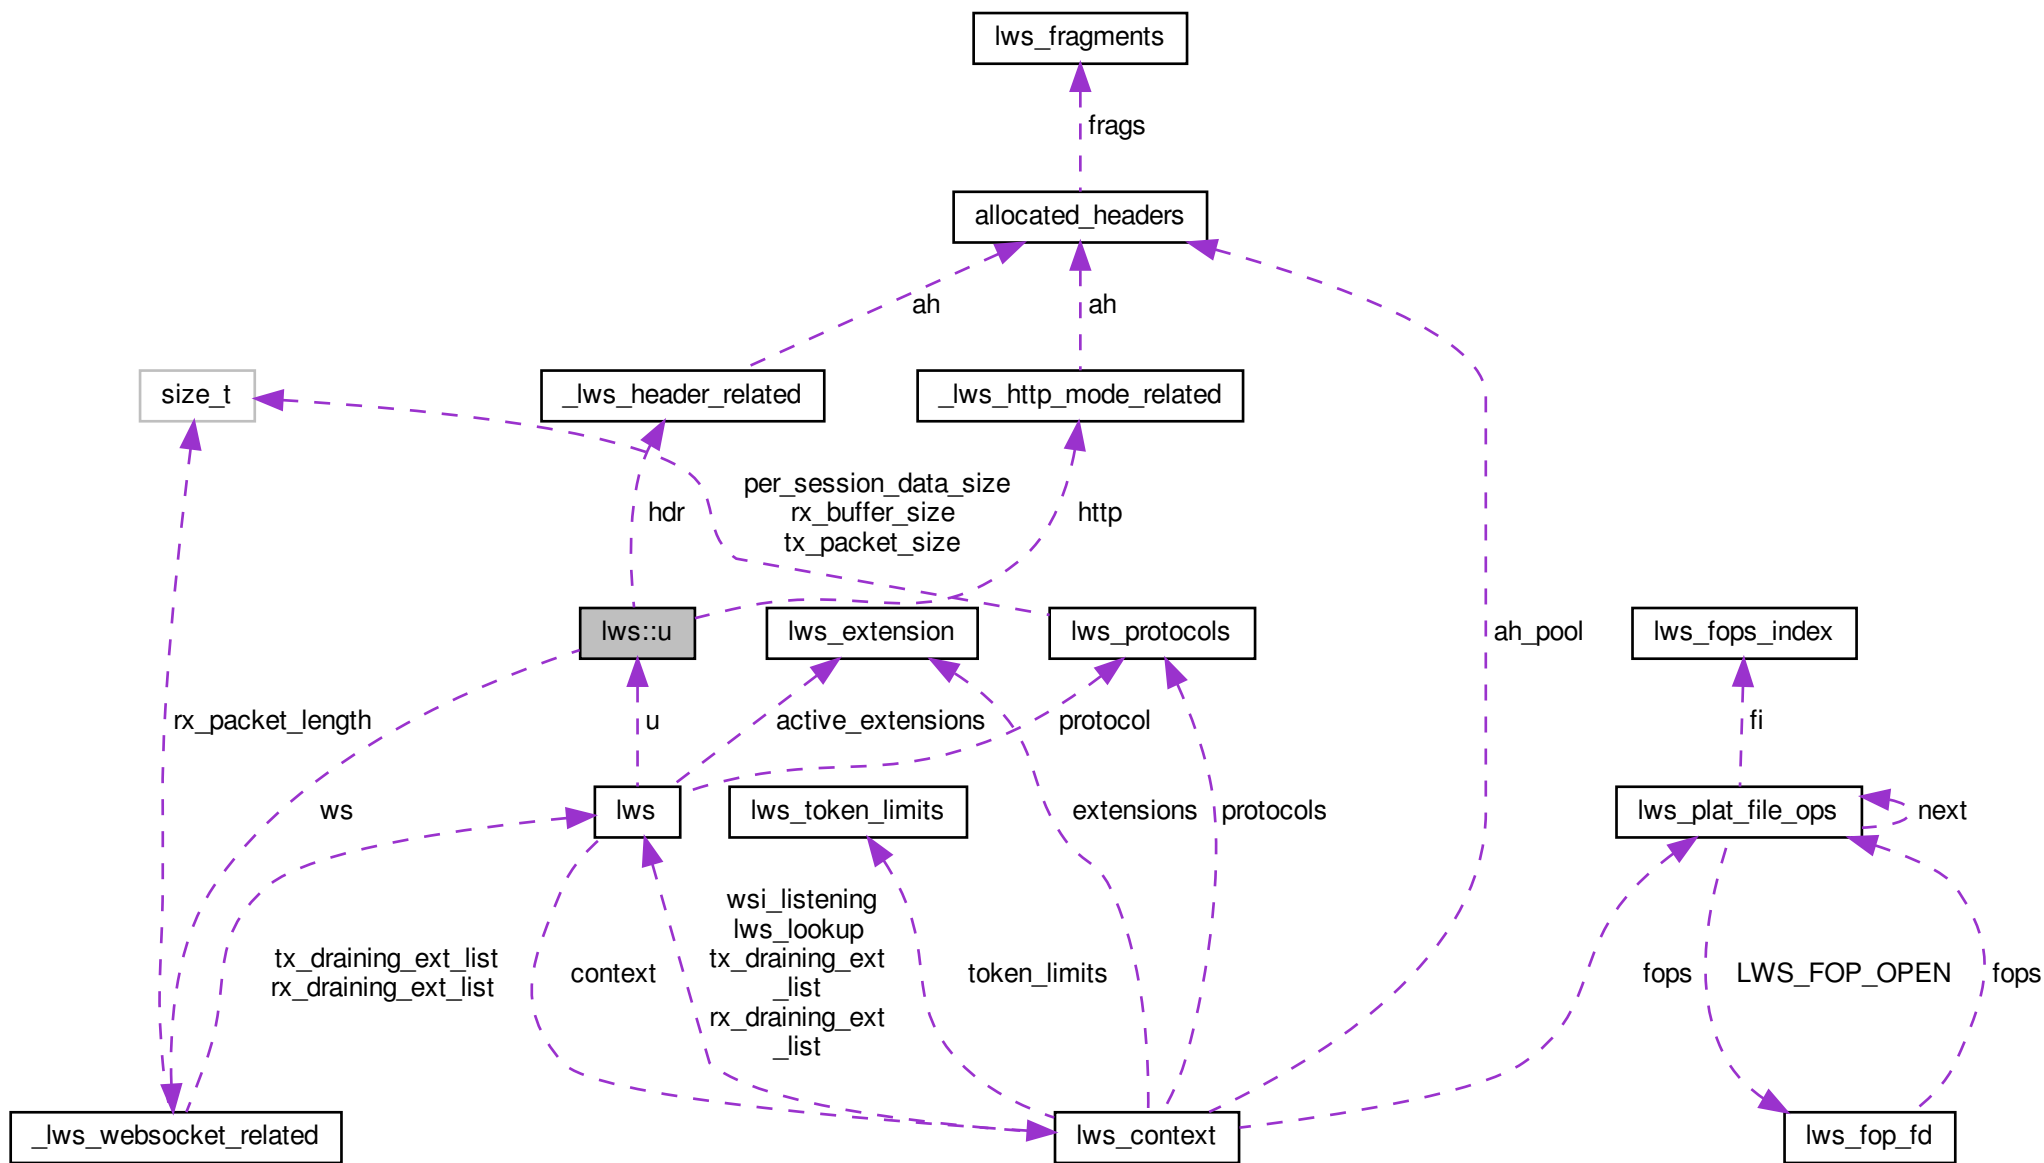 lws_fragments
frags
allocated_headers
ah
ah
size_t
_lws_header_related
_lws_http_mode_related
per_session_data_size
rx_buffer_size
tx_packet_size
hdr
http
lws::u
lws_extension
lws_protocols
ah_pool
lws_fops_index
rx_packet_length
u
active_extensions
protocol
fi
ws
lws
lws_token_limits
extensions
protocols
lws_plat_file_ops
next
tx_draining_ext_list
rx_draining_ext_list
context
wsi_listening
lws_lookup
tx_draining_ext
_list
rx_draining_ext
_list
token_limits
fops
LWS_FOP_OPEN
fops
_lws_websocket_related
lws_context
lws_fop_fd